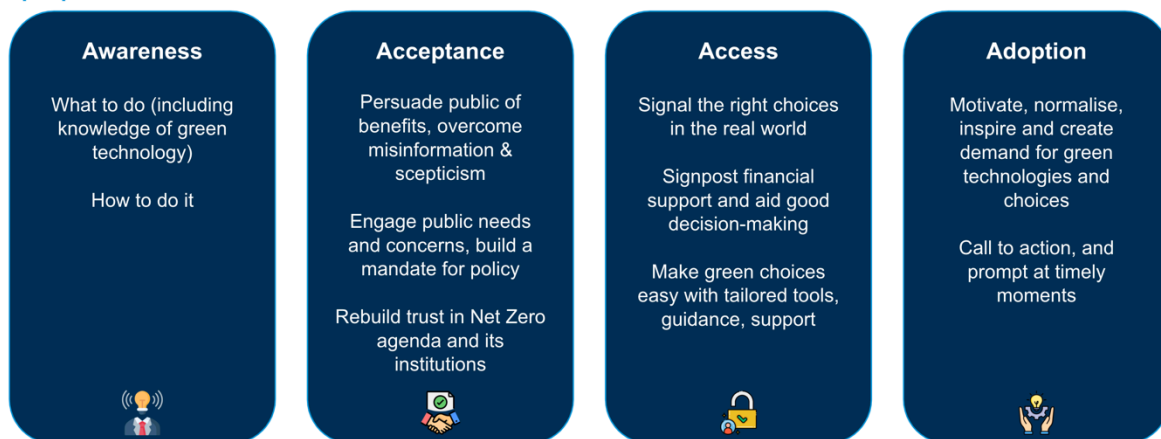 Awareness
What to do (including
knowledge of green
technology)
How to do it
Acceptance
Persuade public of
benefits, overcome
misinformation &
scepticism
Engage public needs
and concerns, build a
mandate for policy
Rebuild trust in Net Zero
agenda and its
institutions
Access
Signal the right choices
in the real world
Signpost financial
support and aid good
decision-making
Make green choices
easy with tailored tools,
guidance, support
Adoption
Motivate, normalise,
inspire and create
demand for green
technologies and
choices
Call to action, and
prompt at timely
moments